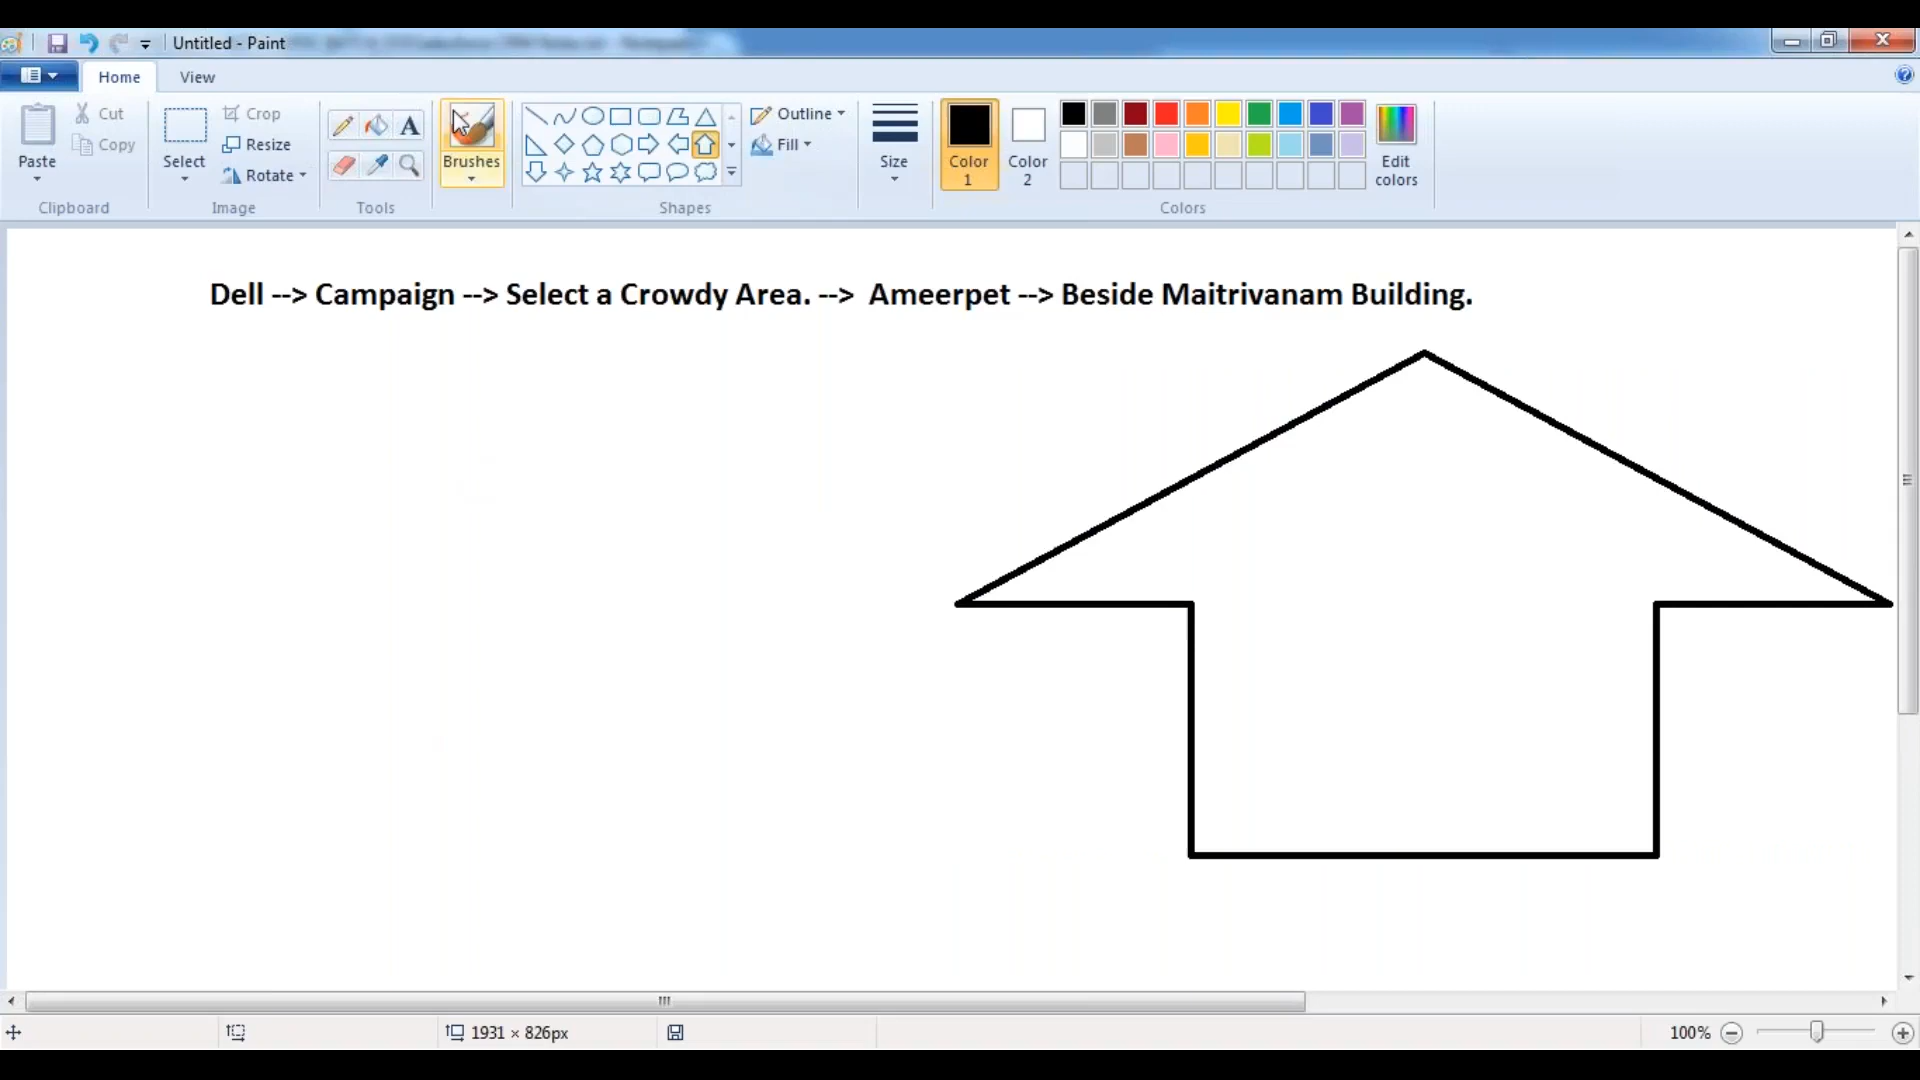 Untitled - Paint
Home View
Cut
Copy
Paste
Clipboard
Select
Crop
Resize
Rotate
Image
A
Tools
Brushes
Outline
Fill
Shapes
Size
Color 1
Color 2
Edit colors
Colors
Dell --> Campaign --> Select a Crowdy Area. --> Ameerpet --> Beside Maitrivanam Building.
1931 × 826px
100%